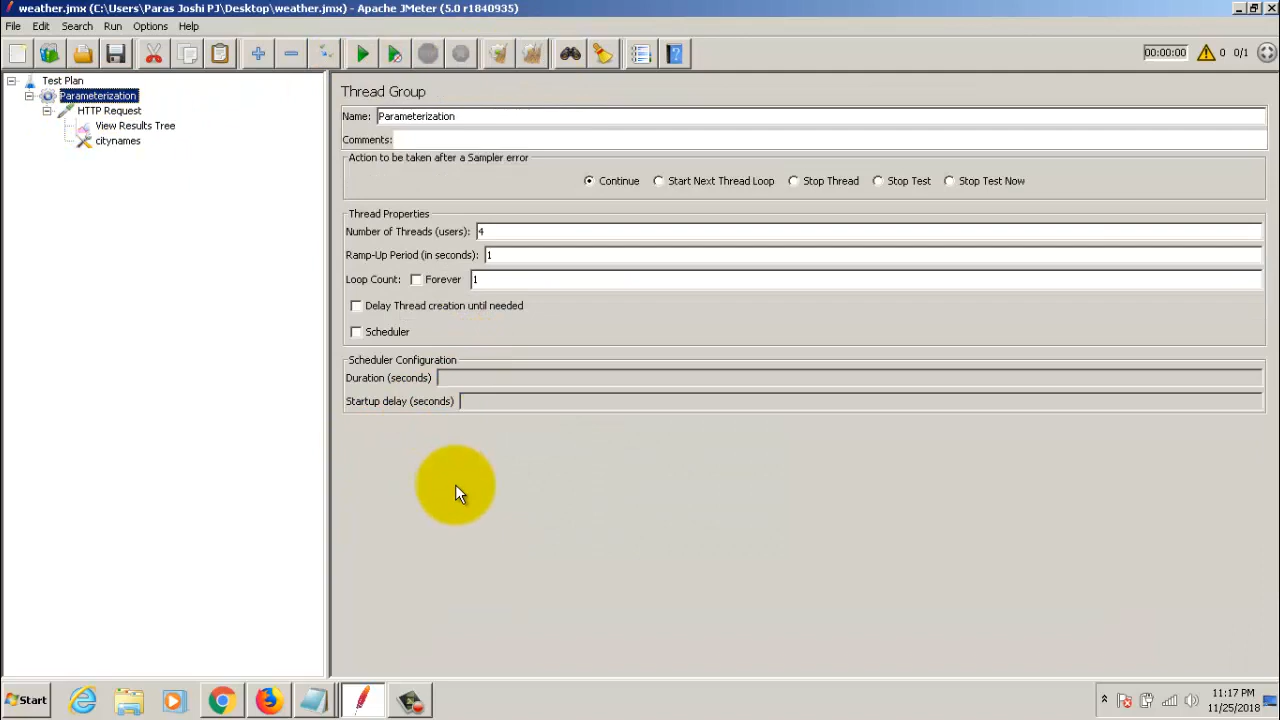 weather.jmx (C:\Users\Paras Joshi PJ\Desktop\weather.jmx) - Apache JMeter (5.0 r1840935)
File Edit Search Run Options Help
00:00:00 0 0/1
Test Plan
Parameterization
HTTP Request
View Results Tree
citynames
Thread Group
Name: Parameterization
Comments:
Action to be taken after a Sampler error
Continue Start Next Thread Loop Stop Thread Stop Test Stop Test Now
Thread Properties
Number of Threads (users): 4
Ramp-Up Period (in seconds): 1
Loop Count: Forever 1
Delay Thread creation until needed
Scheduler
Scheduler Configuration
Duration (seconds)
Startup delay (seconds)
Start
11:17 PM
11/25/2018